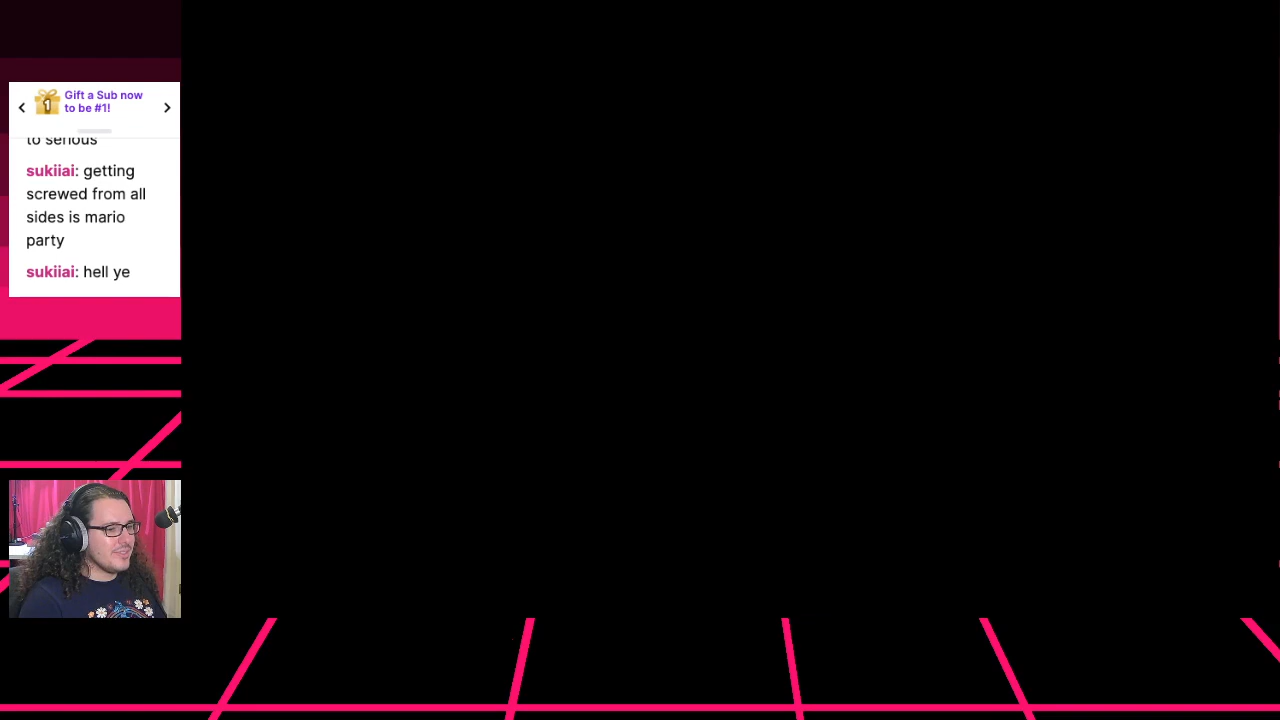 Gift a Sub now
to be #1!
1
to serious
sukiiai: getting
screwed from all
sides is mario
party
sukiiai: hell ye